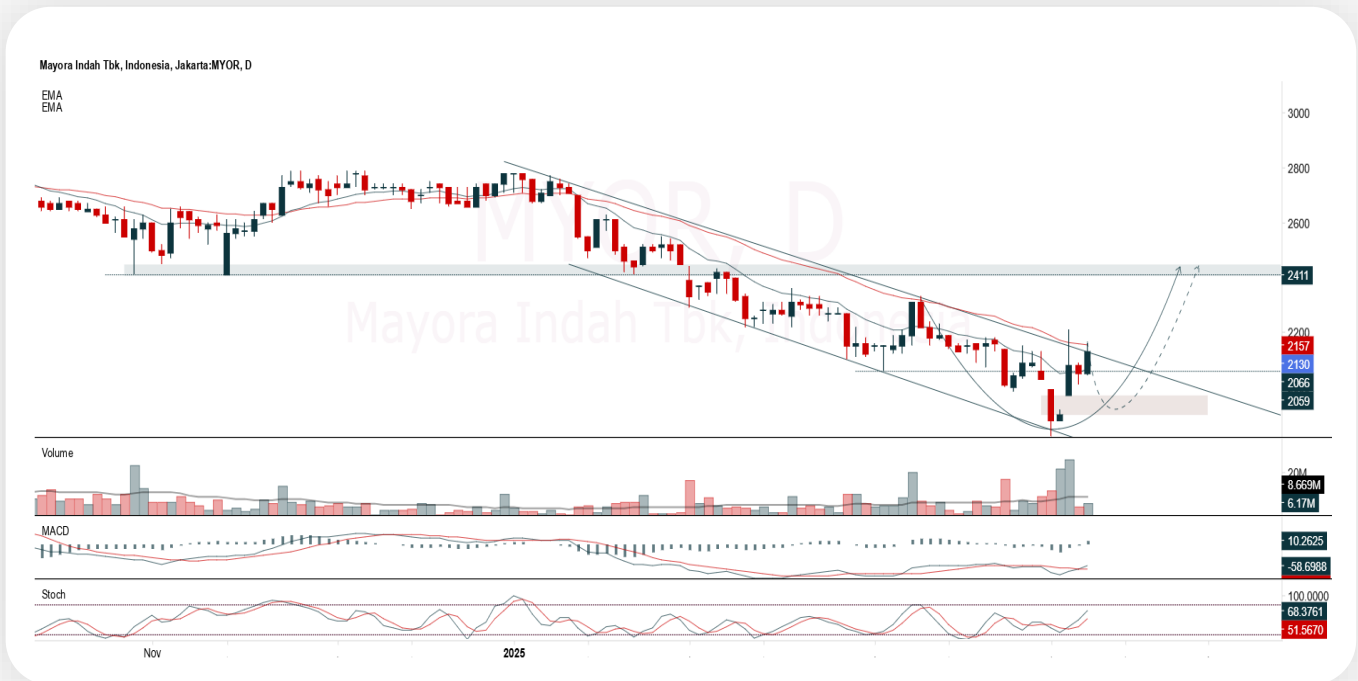 Mayora Indah Tbk, Indonesia, Jakarta:MYOR, D
EMA
EMA
MYOR, D
Mayora Indah Tbk, Indonesia
3000
2800
2600
2411
2200
2157
2130
2066
2059
Volume
20M
8.669M
6.17M
MACD
10.2625
-58.6988
Stoch
100.0000
68.3761
51.5670
Nov
2025